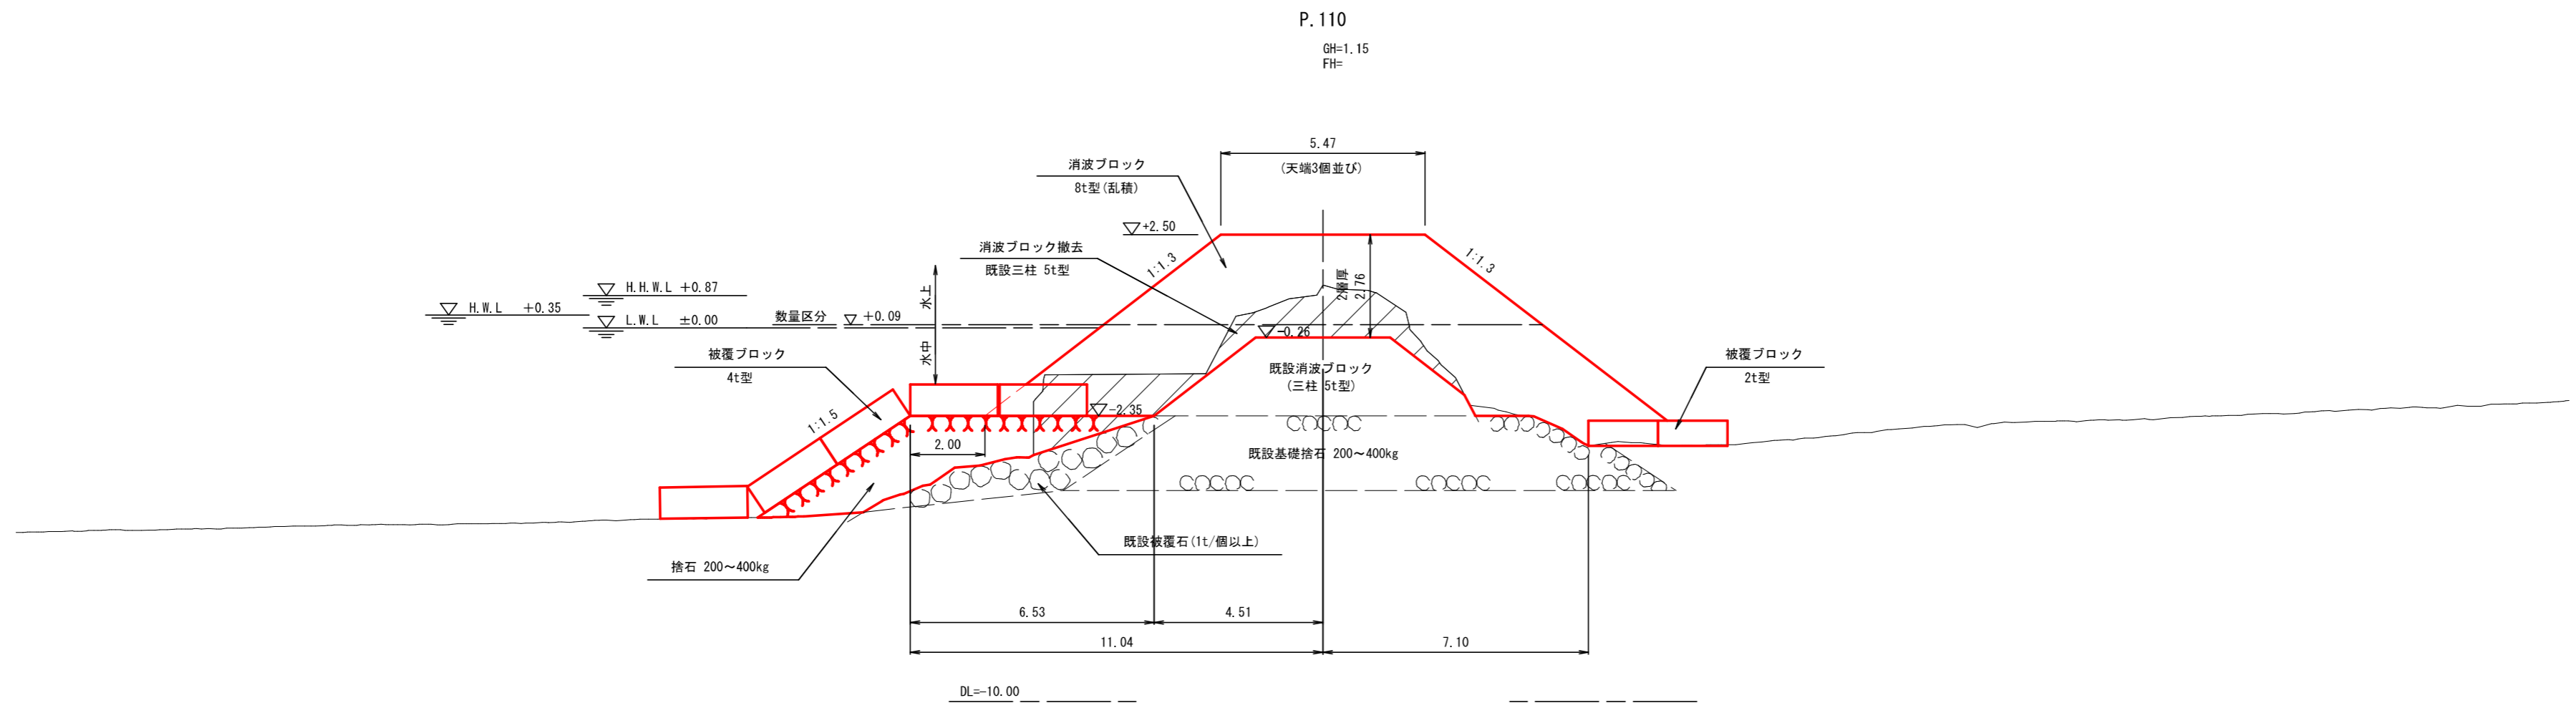 P.110
GH=1.15
FH=
5.47
(天端3個並び)
消波ブロック
8t型(乱積)
+2.50
消波ブロック撤去
既設三柱 5t型
1:1.3
1:1.3
2層厚
2.76
水上
水中
H.H.W.L +0.87
H.W.L +0.35
L.W.L ±0.00
数量区分 +0.09
-0.26
被覆ブロック
4t型
既設消波ブロック
(三柱 5t型)
被覆ブロック
2t型
1:1.5
-2.35
2.00
既設基礎捨石 200～400kg
既設被覆石(1t/個以上)
捨石 200～400kg
6.53
4.51
11.04
7.10
DL=-10.00